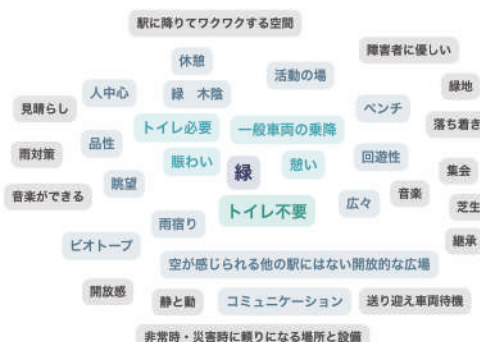 駅に降りてワクワクする空間
障害者に優しい
休憩
活動の場
緑地
人中心
緑 木陰
見晴らし
ベンチ
トイレ必要
一般車両の乗降
落ち着き
品性
雨対策
賑わい
緑
憩い
回遊性
集会
眺望
音楽ができる
音楽
広々
芝生
トイレ不要
雨宿り
継承
ビオトープ
空が感じられる他の駅にはない開放的な広場
開放感
静と動
コミュニケーション
送り迎え車両待機
非常時・災害時に頼りになる場所と設備